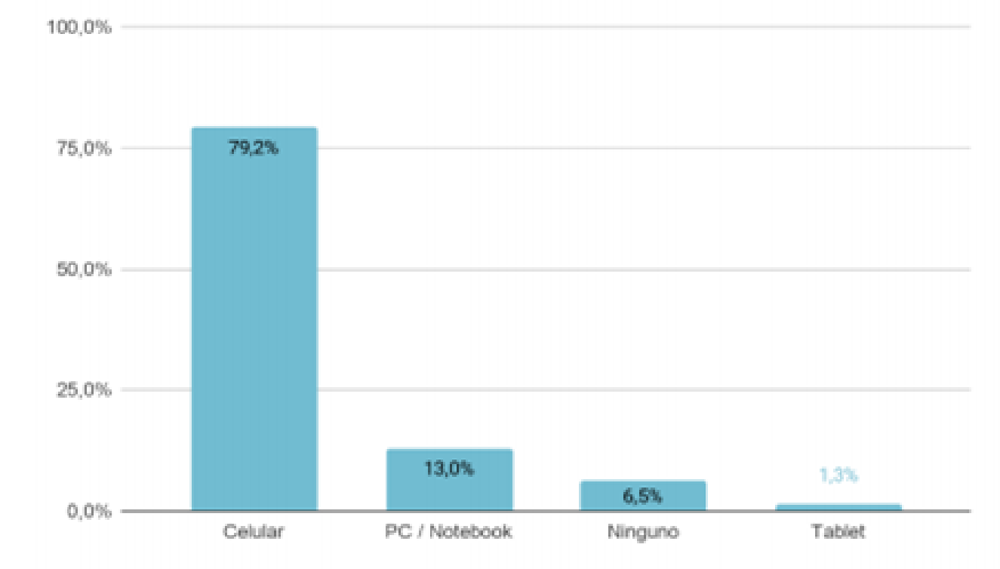 100,0%
75,0%
50,0%
25,0%
0,0%
79,2%
13,0%
6,5%
1,3%
Celular
PC / Notebook
Ninguno
Tablet